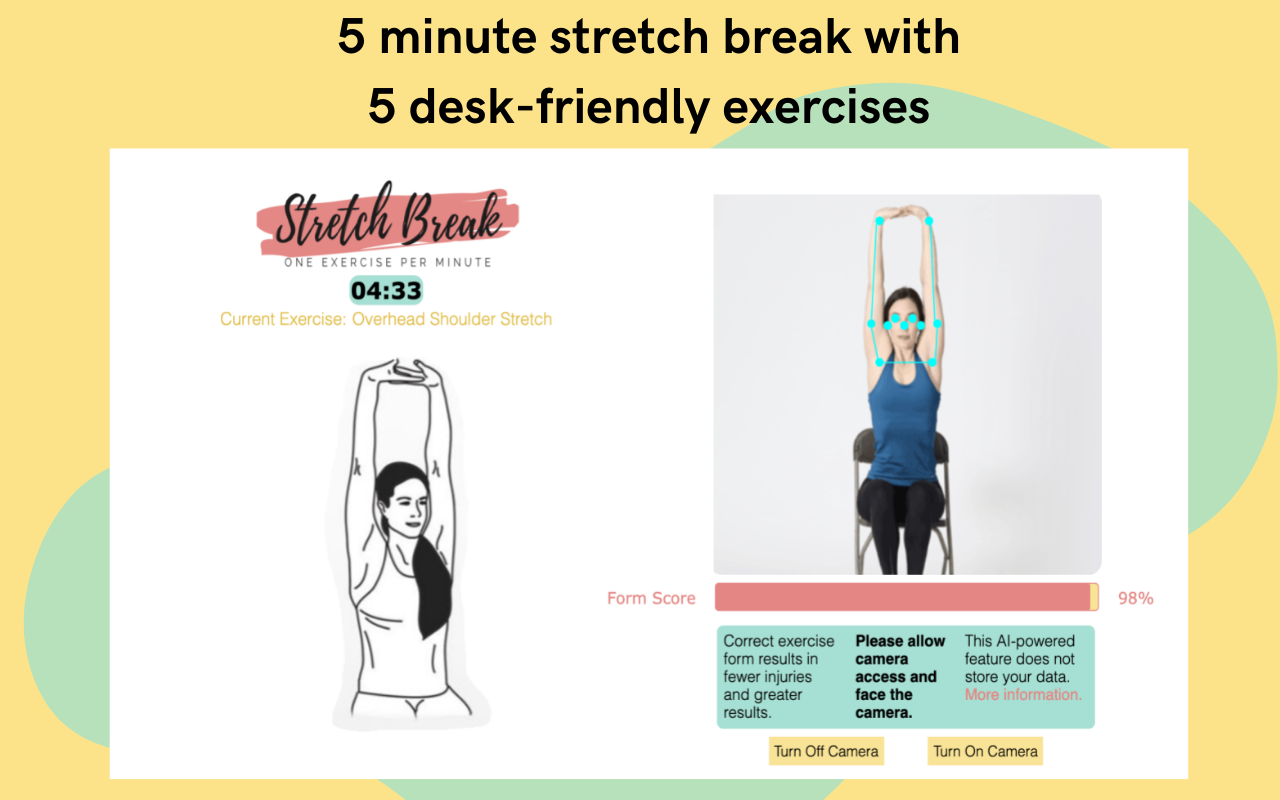 5 minute stretch break with
5 desk-friendly exercises
Stretch Break
ONE EXERCISE PER MINUTE
04:33
Current Exercise: Overhead Shoulder Stretch
Form Score
98%
Correct exercise
form results in
fewer injuries
and greater
results.
Please allow
camera
access and
face the
camera.
This AI-powered
feature does not
store your data.
More information.
Turn Off Camera
Turn On Camera